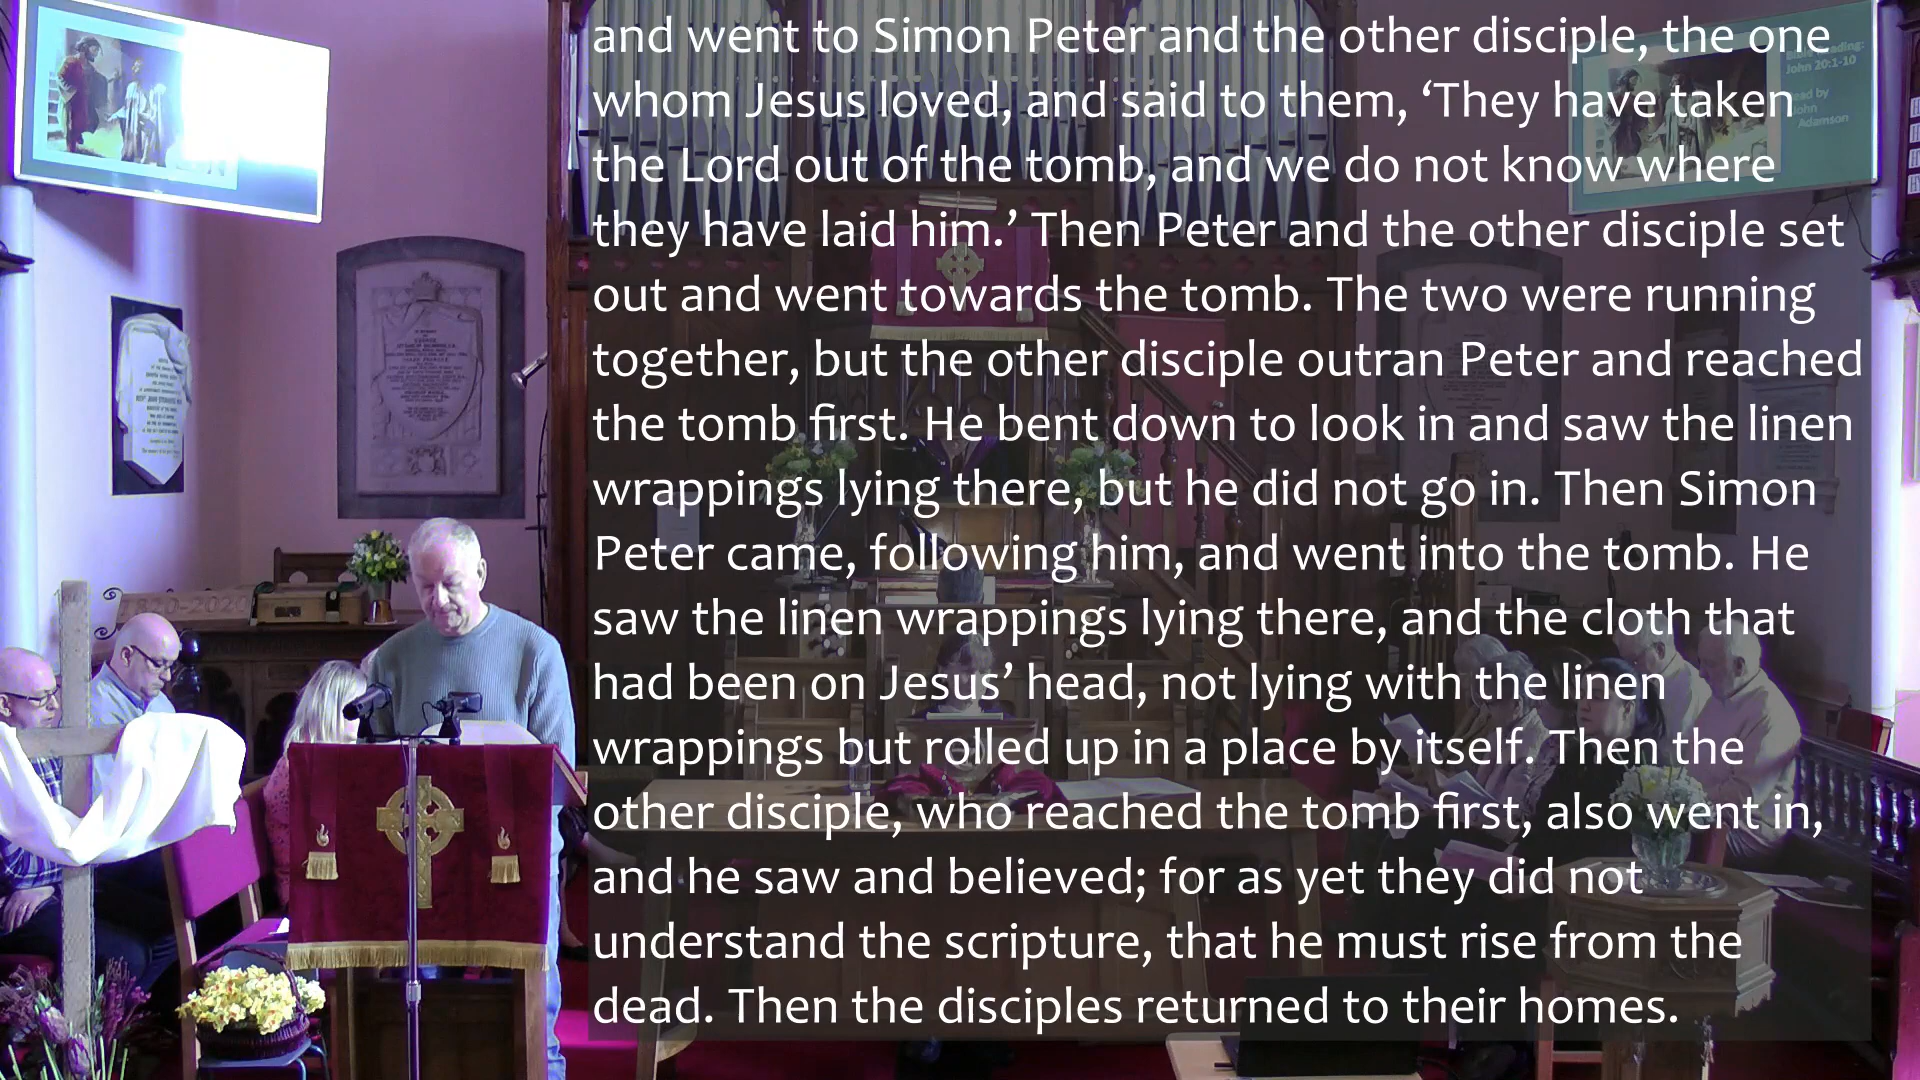 and went to Simon Peter and the other disciple, the one
whom Jesus loved, and said to them, ‘They have taken
the Lord out of the tomb, and we do not know where
they have laid him.’ Then Peter and the other disciple set
out and went towards the tomb. The two were running
together, but the other disciple outran Peter and reached
the tomb first. He bent down to look in and saw the linen
wrappings lying there, but he did not go in. Then Simon
Peter came, following him, and went into the tomb. He
saw the linen wrappings lying there, and the cloth that
had been on Jesus’ head, not lying with the linen
wrappings but rolled up in a place by itself. Then the
other disciple, who reached the tomb first, also went in,
and he saw and believed; for as yet they did not
understand the scripture, that he must rise from the
dead. Then the disciples returned to their homes.
John 20:1-10
John
Adamson
1820-2020